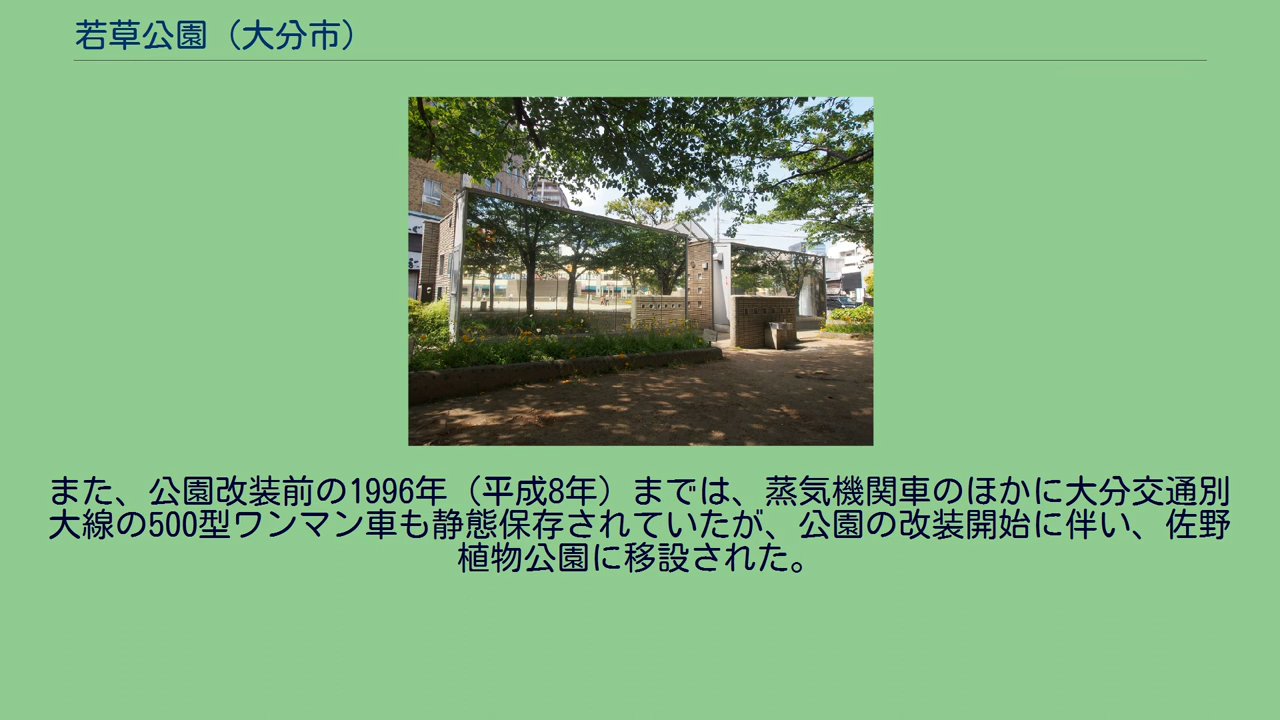 若草公園（大分市）
また、公園改装前の1996年（平成8年）までは、蒸気機関車のほかに大分交通別
大線の500型ワンマン車も静態保存されていたが、公園の改装開始に伴い、佐野
植物公園に移設された。